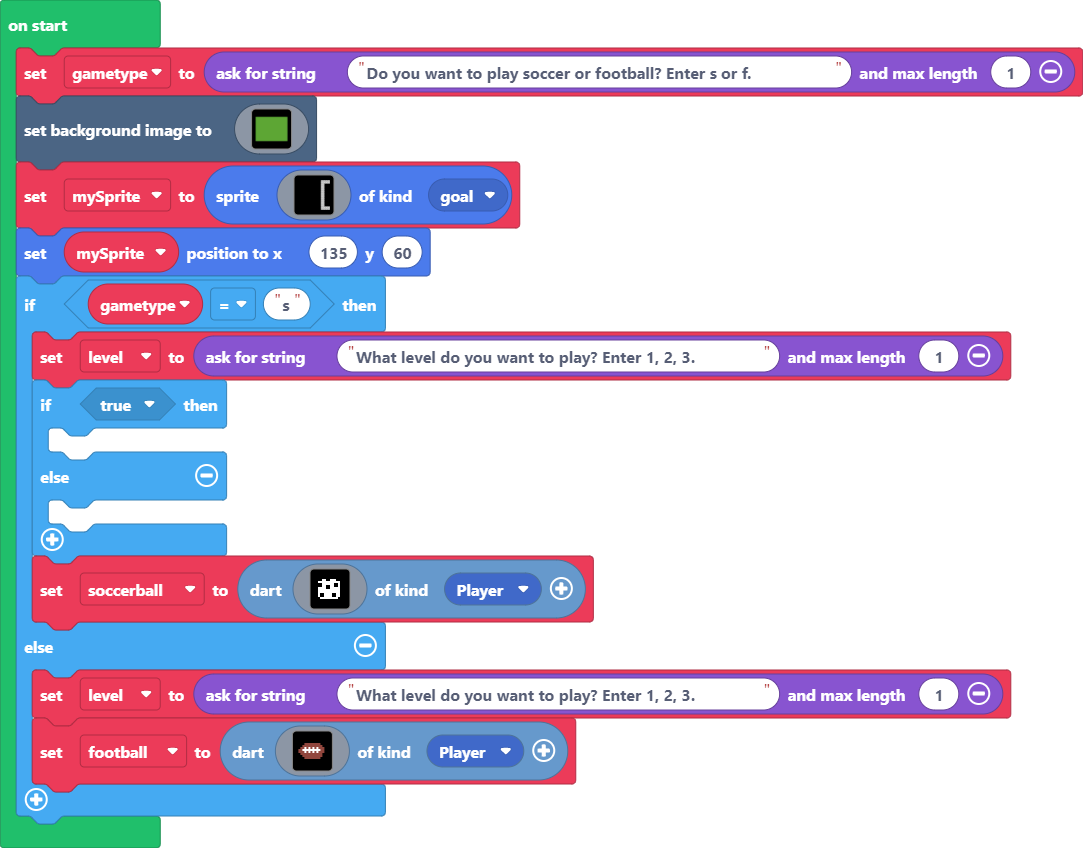 on start
set gametype to ask for string "Do you want to play soccer or football? Enter s or f." and max length 1
set background image to
set mySprite to sprite of kind goal
set mySprite position to x 135 y 60
if gametype = "s" then
set level to ask for string "What level do you want to play? Enter 1, 2, 3." and max length 1
if true then
else
set soccerball to dart of kind Player
else
set level to ask for string "What level do you want to play? Enter 1, 2, 3." and max length 1
set football to dart of kind Player